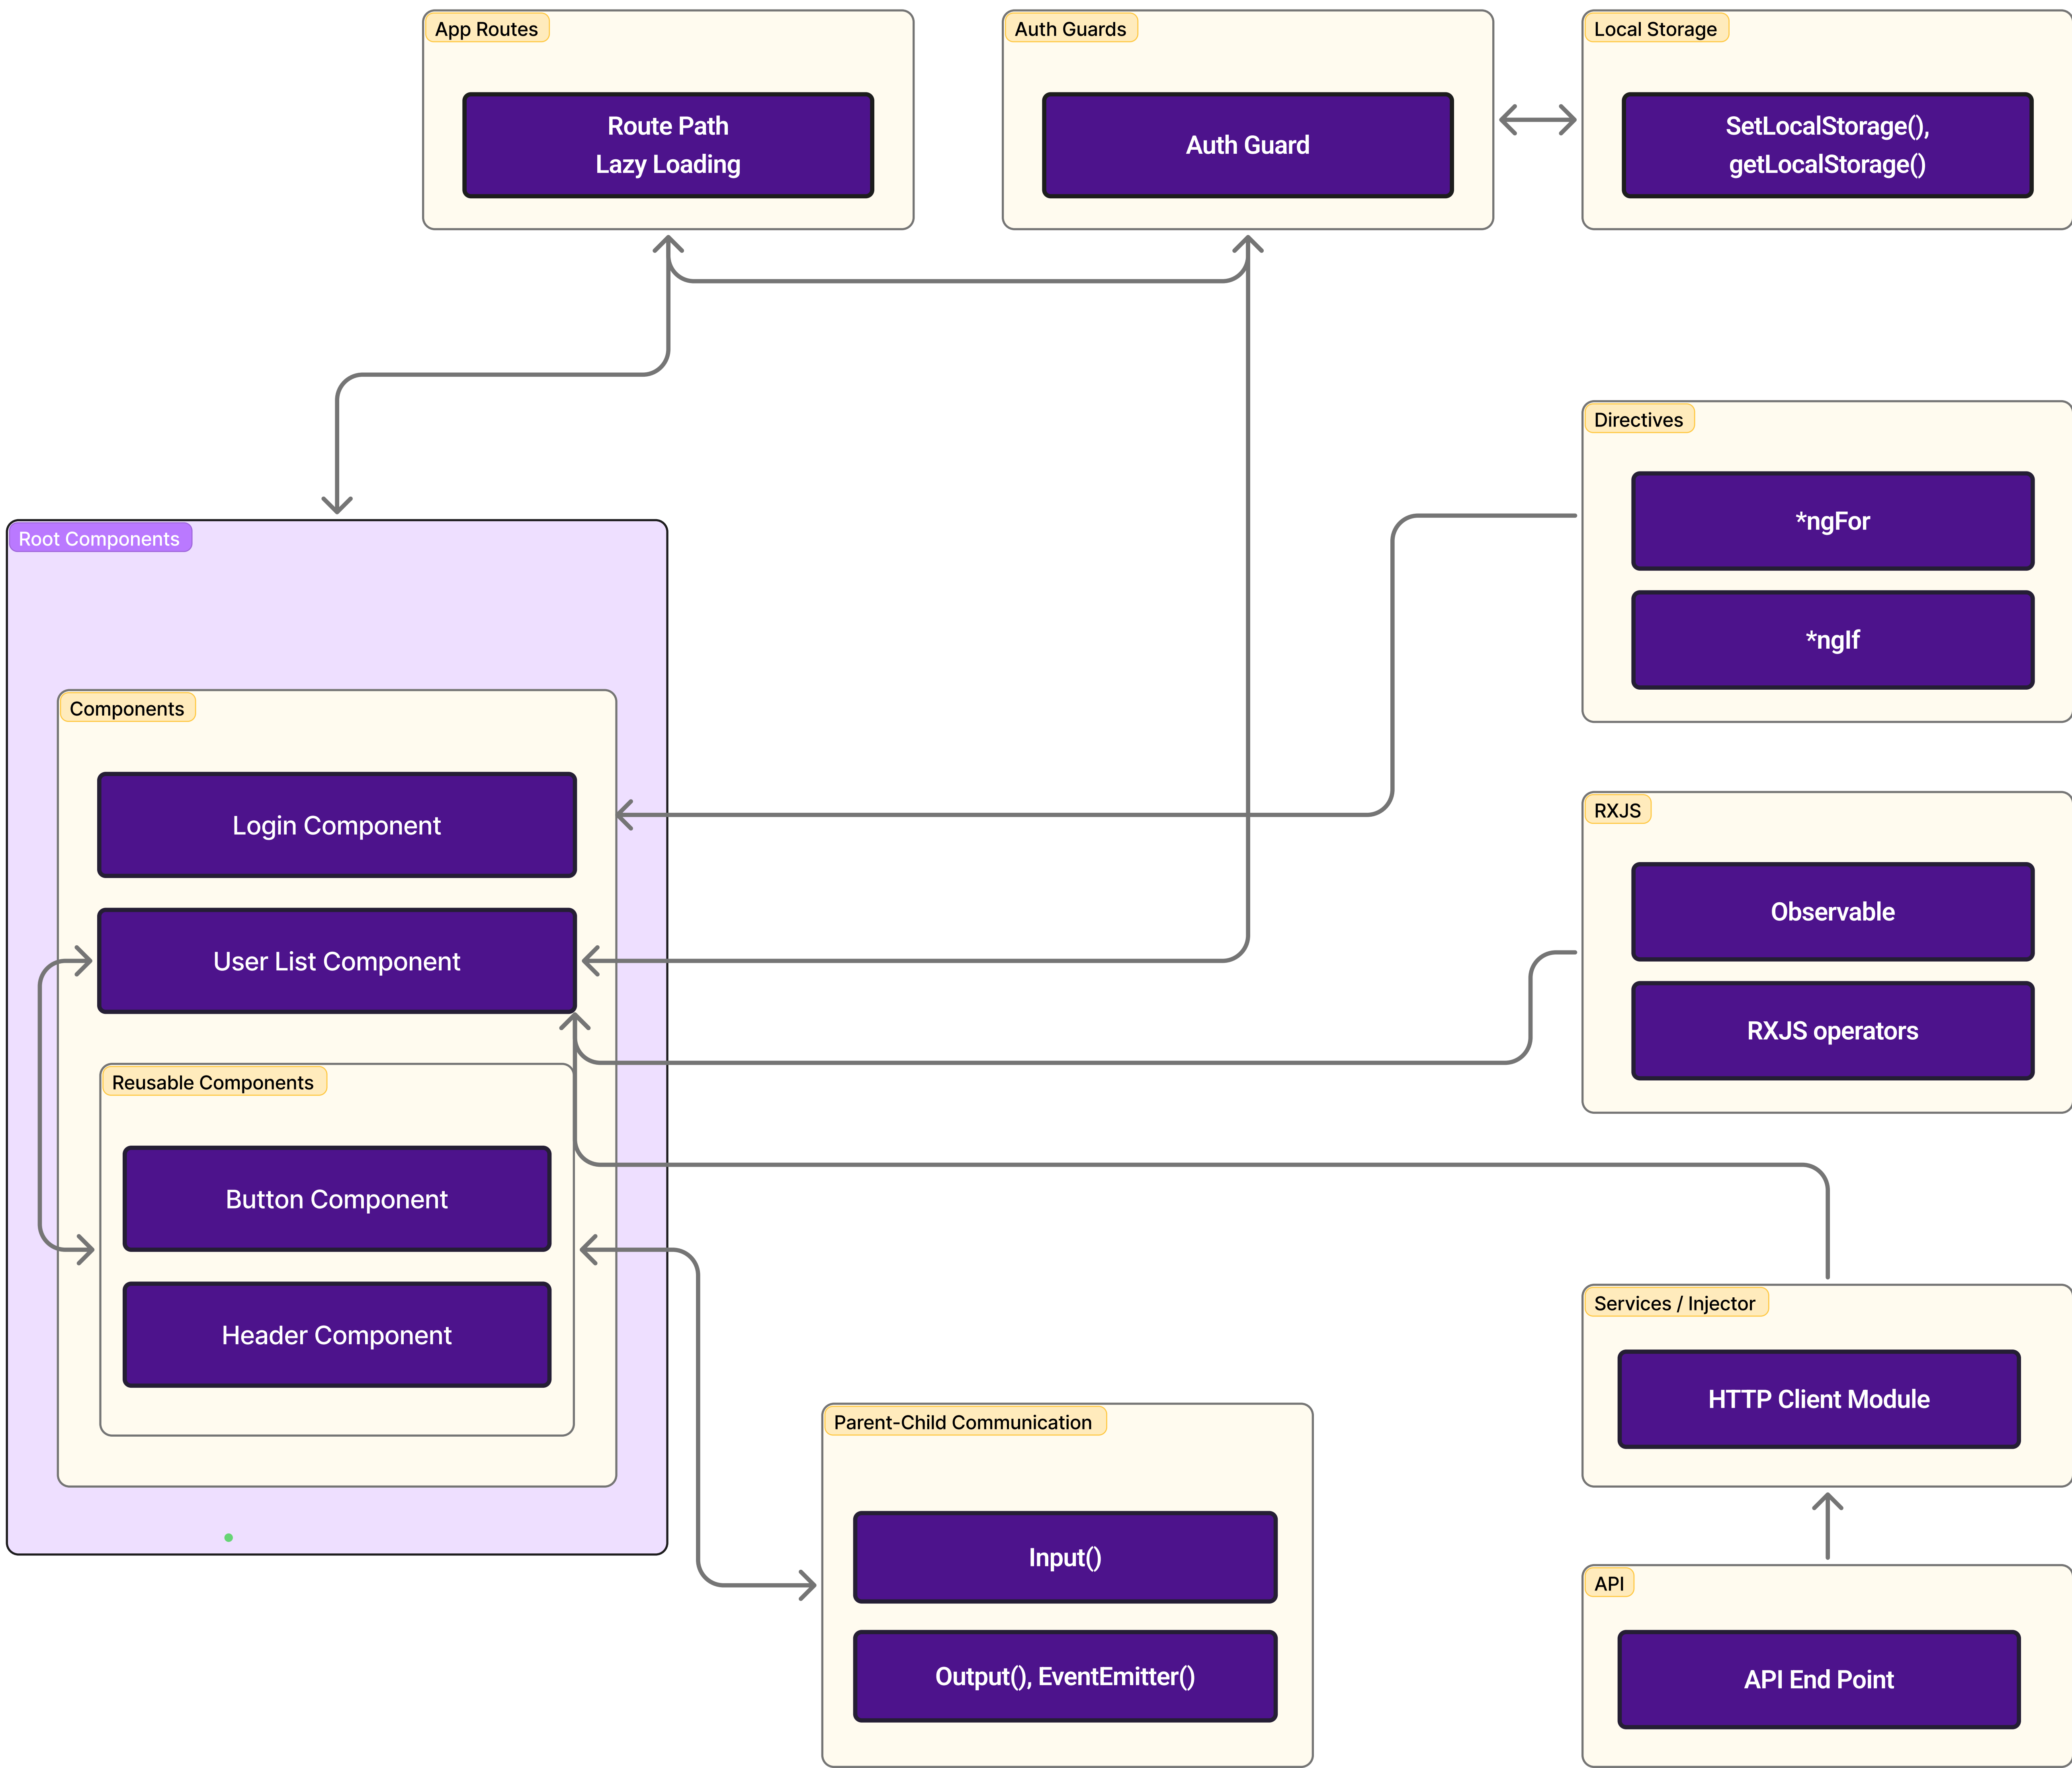 App Routes
Route Path
Lazy Loading
Auth Guards
Auth Guard
Local Storage
SetLocalStorage(),
getLocalStorage()
Directives
*ngFor
*ngIf
Root Components
Components
Login Component
User List Component
Reusable Components
Button Component
Header Component
RXJS
Observable
RXJS operators
Services / Injector
HTTP Client Module
Parent-Child Communication
Input()
Output(), EventEmitter()
API
API End Point